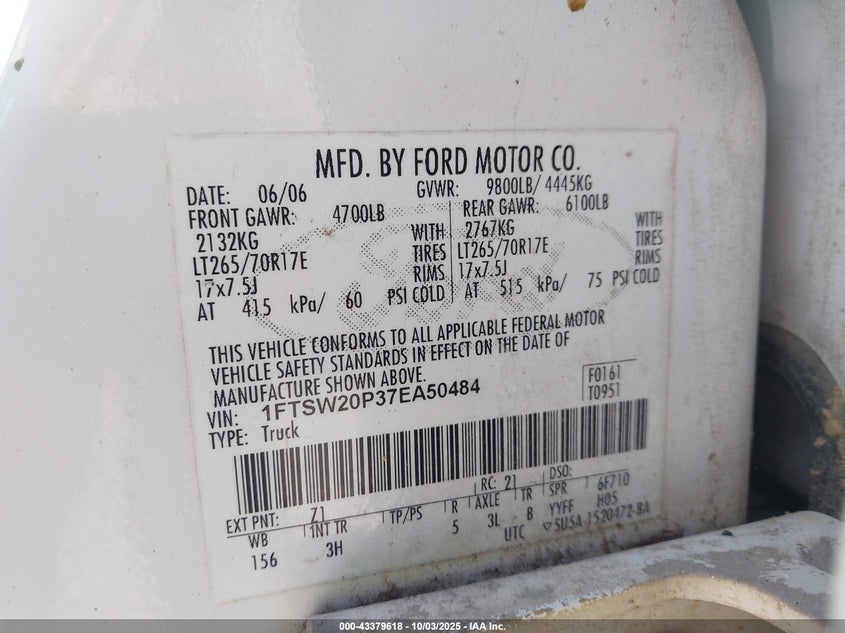 MFD. BY FORD MOTOR CO.
DATE: 06/06 GVWR: 9800LB/ 4445KG
FRONT GAWR: 4700LB REAR GAWR: 6100LB
2132KG WITH 2767KG WITH
LT265/70R17E TIRES LT265/70R17E TIRES
17x7.5J RIMS 17x7.5J RIMS
AT 415 kPa/ 60 PSI COLD AT 515 kPa/ 75 PSI COLD
THIS VEHICLE CONFORMS TO ALL APPLICABLE FEDERAL MOTOR
VEHICLE SAFETY STANDARDS IN EFFECT ON THE DATE OF
MANUFACTURE SHOWN ABOVE.
VIN: 1FTSW20P37EA50484 F0161
TYPE: Truck T0951
EXT PNT: Z1 RC: 21 DSO:
WB INT TR TP/PS R AXLE TR SPR 6F710
156 3H 5 3L B YYFF H05
UTC ▽5U5A-1520472-BA
000-43379618 - 10/03/2025 - IAA Inc.